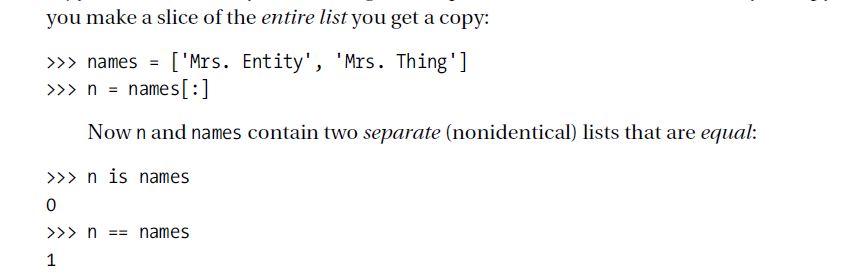 you make a slice of the entire list you get a copy:
>>> names = ['Mrs. Entity', 'Mrs. Thing']
>>> n = names[:]
Now n and names contain two separate (nonidentical) lists that are equal:
>>> n is names
0
>>> n == names
1